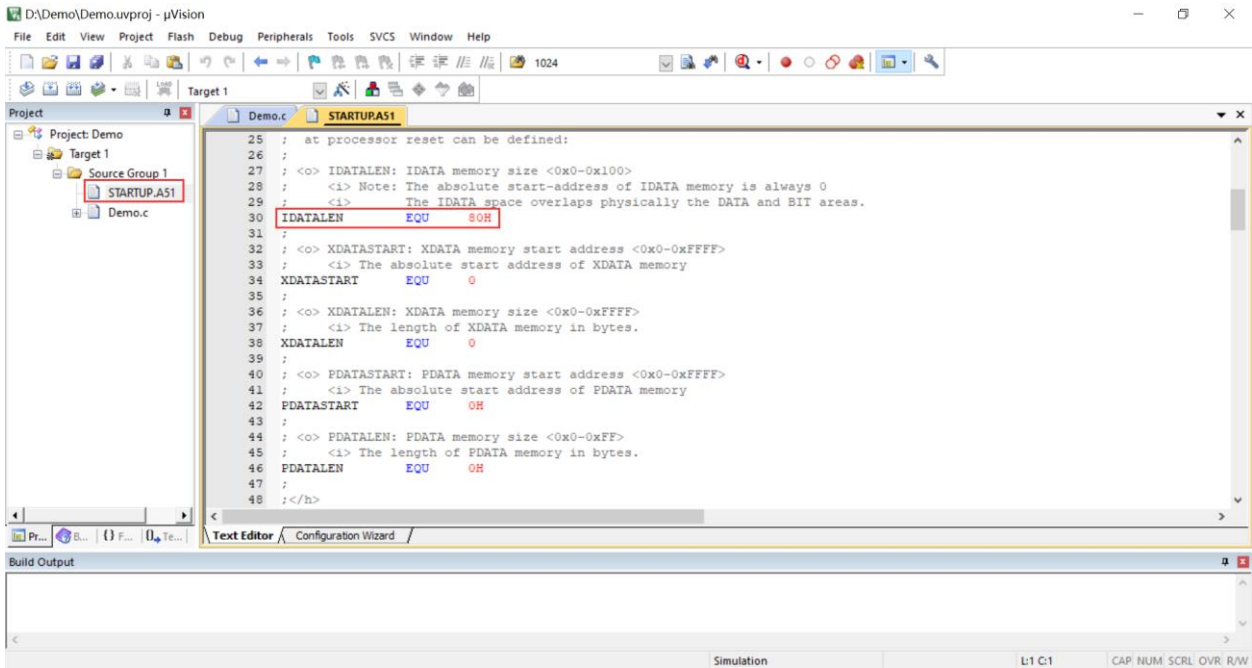 D:\Demo\Demo.uvproj - µVision
File Edit View Project Flash Debug Peripherals Tools SVCS Window Help
1024
LOAD Target 1
Project
Project: Demo
Target 1
Source Group 1
STARTUP.A51
Demo.c
Demo.c STARTUP.A51
25 ;  at processor reset can be defined:
26 ;
27 ; <o> IDATALEN: IDATA memory size <0x0-0x100>
28 ;     <i> Note: The absolute start-address of IDATA memory is always 0
29 ;     <i>       The IDATA space overlaps physically the DATA and BIT areas.
30 IDATALEN        EQU     80H
31 ;
32 ; <o> XDATASTART: XDATA memory start address <0x0-0xFFFF>
33 ;     <i> The absolute start address of XDATA memory
34 XDATASTART      EQU     0
35 ;
36 ; <o> XDATALEN: XDATA memory size <0x0-0xFFFF>
37 ;     <i> The length of XDATA memory in bytes.
38 XDATALEN        EQU     0
39 ;
40 ; <o> PDATASTART: PDATA memory start address <0x0-0xFFFF>
41 ;     <i> The absolute start address of PDATA memory
42 PDATASTART      EQU     0H
43 ;
44 ; <o> PDATALEN: PDATA memory size <0x0-0xFF>
45 ;     <i> The length of PDATA memory in bytes.
46 PDATALEN        EQU     0H
47 ;
48 ;</h>
Pr... B... {} F... 0 Te...
Text Editor Configuration Wizard
Build Output
Simulation L:1 C:1 CAP NUM SCRL OVR R/W